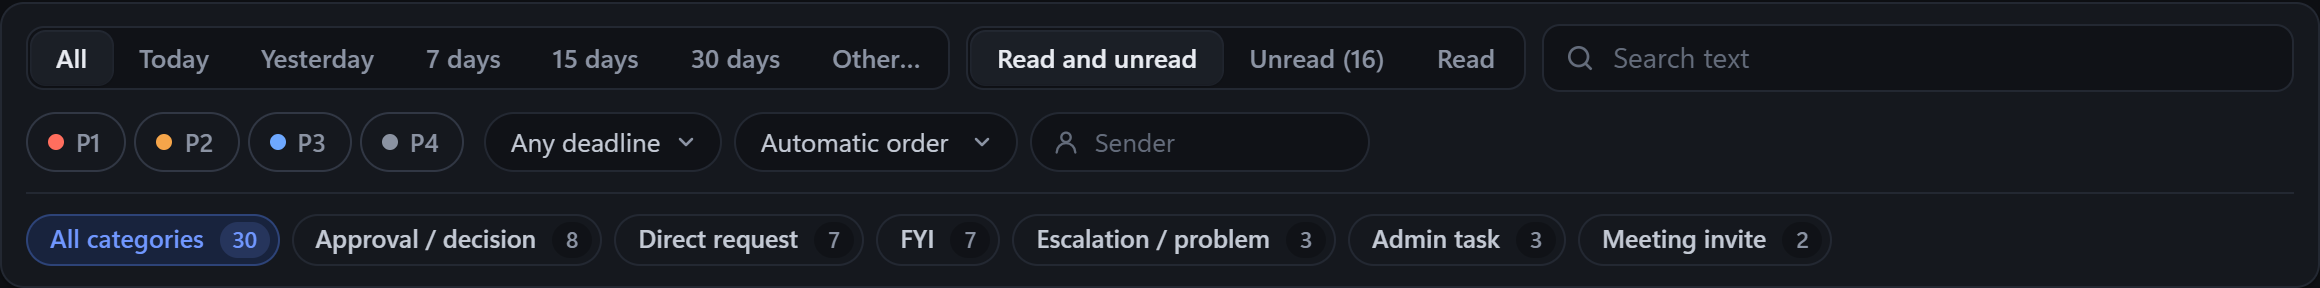 All Today Yesterday 7 days 15 days 30 days Other... Read and unread Unread (16) Read Search text
P1 P2 P3 P4 Any deadline Automatic order Sender
All categories 30 Approval / decision 8 Direct request 7 FYI 7 Escalation / problem 3 Admin task 3 Meeting invite 2